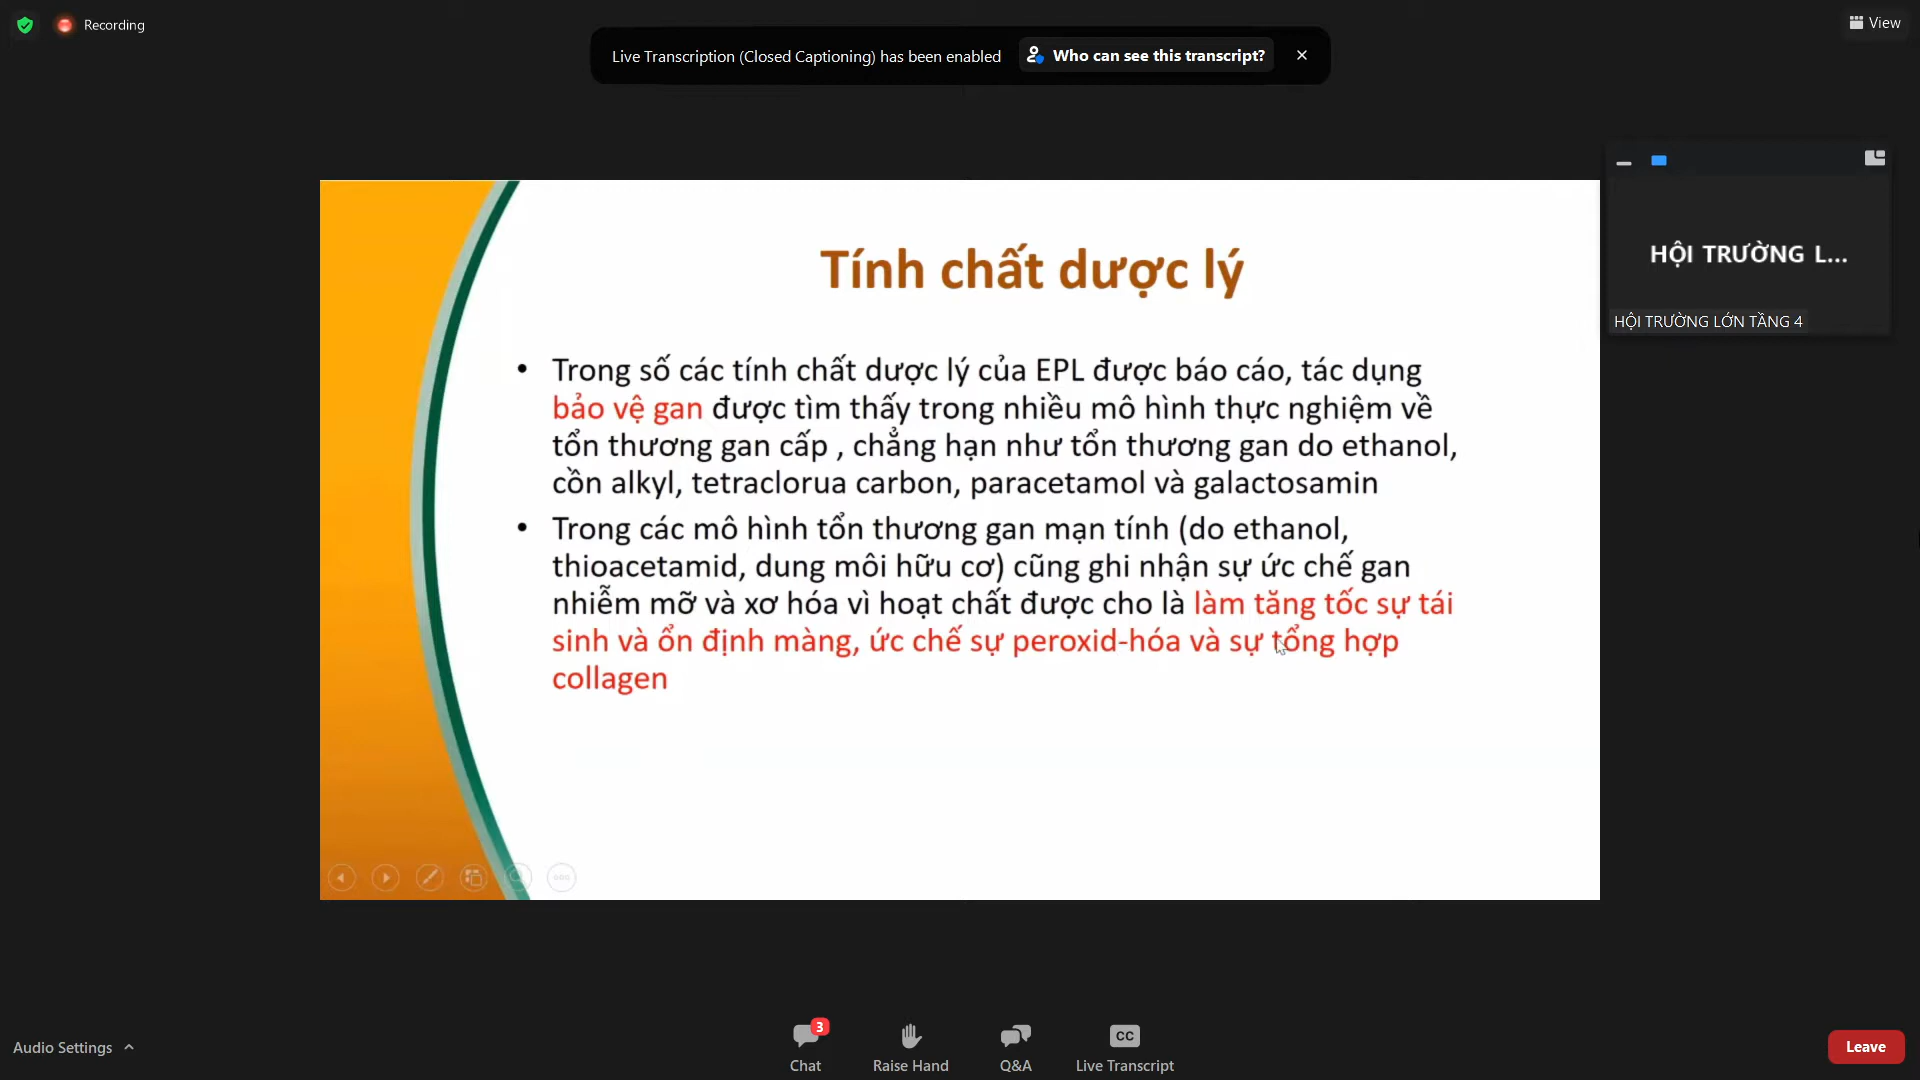 Recording
View
Live Transcription (Closed Captioning) has been enabled
Who can see this transcript?
HỘI TRƯỜNG L...
HỘI TRƯỜNG LỚN TẦNG 4
Tính chất dược lý
• Trong số các tính chất dược lý của EPL được báo cáo, tác dụng
bảo vệ gan được tìm thấy trong nhiều mô hình thực nghiệm về
tổn thương gan cấp , chẳng hạn như tổn thương gan do ethanol,
cồn alkyl, tetraclorua carbon, paracetamol và galactosamin
• Trong các mô hình tổn thương gan mạn tính (do ethanol,
thioacetamid, dung môi hữu cơ) cũng ghi nhận sự ức chế gan
nhiễm mỡ và xơ hóa vì hoạt chất được cho là làm tăng tốc sự tái
sinh và ổn định màng, ức chế sự peroxid-hóa và sự tổng hợp
collagen
Audio Settings
3
Chat
Raise Hand
Q&A
CC
Live Transcript
Leave